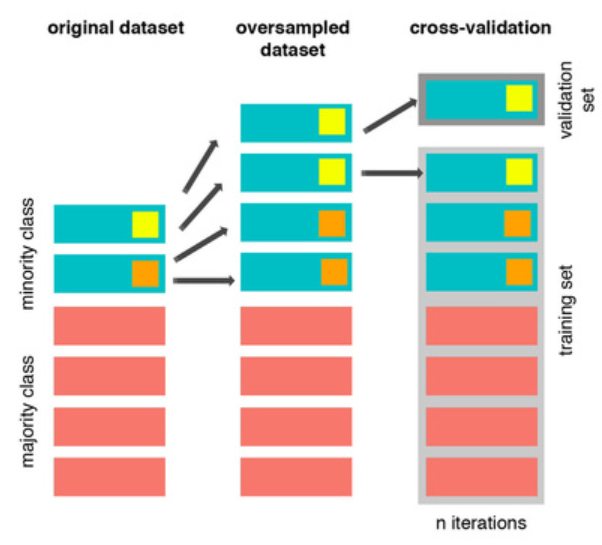 original dataset
oversampled
dataset
cross-validation
validation
set
minority class
majority class
training set
n iterations